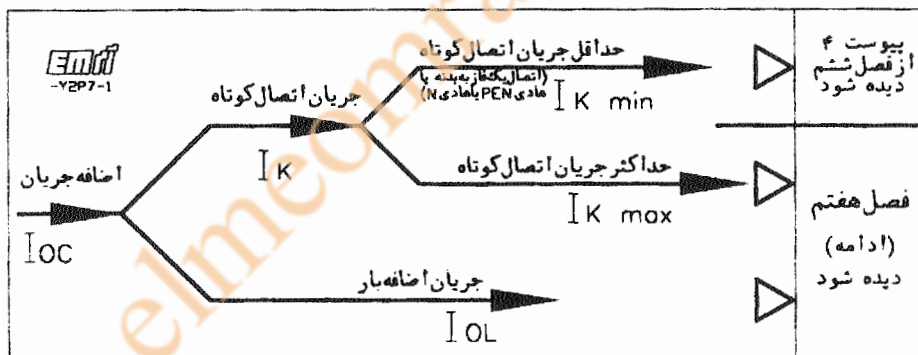 Emri
-Y2P7-1
حداقل جریان اتصال کوتاه
(اتصال یک فاز به بدنه یا
هادی PEN یا هادی N)
I K min
پیوست ۴
از فصل ششم
دیده شود
جریان اتصال کوتاه
I K
حداکثر جریان اتصال کوتاه
I K max
اضافه جریان
I OC
جریان اضافه بار
I OL
فصل هفتم
(ادامه)
دیده شود
elmeomra